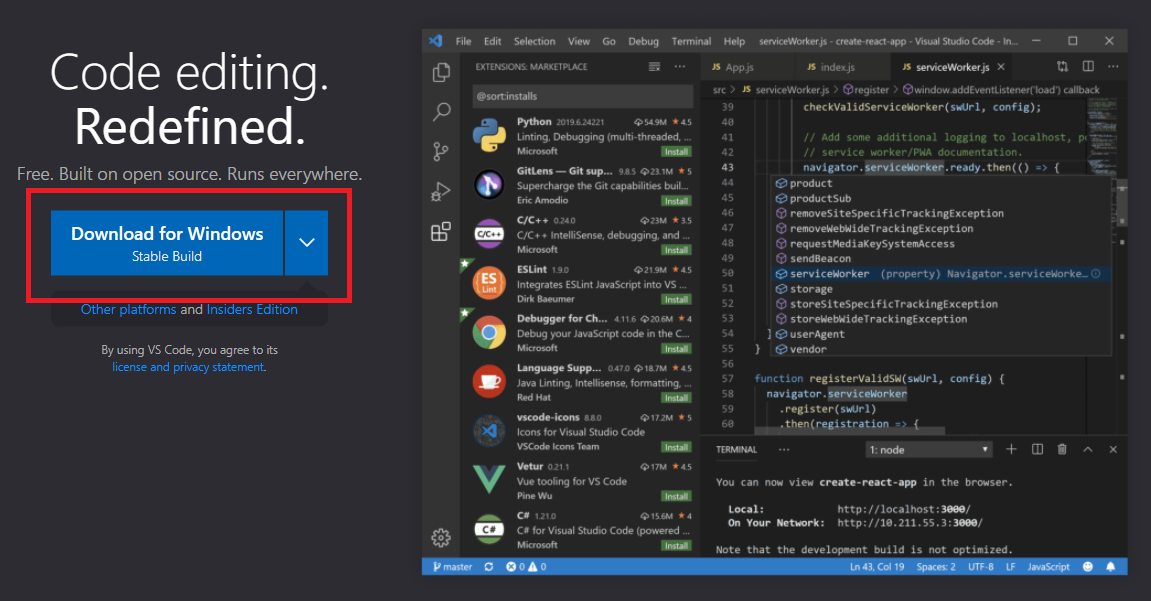 Code editing.
Redefined.
Free. Built on open source. Runs everywhere.
Download for Windows
Stable Build
Other platforms and Insiders Edition
By using VS Code, you agree to its
license and privacy statement.
File Edit Selection View Go Debug Terminal Help serviceWorker.js - create-react-app - Visual Studio Code - In...
EXTENSIONS: MARKETPLACE
@sort:installs
Python 2019.6.24221 54.9M 4.5
Linting, Debugging (multi-threaded, ...
Microsoft Install
GitLens — Git sup... 9.8.5 23.1M 5
Supercharge the Git capabilities buil...
Eric Amodio Install
C/C++
C/C++ 0.24.0 23M 3.5
C/C++ IntelliSense, debugging, and ...
Microsoft Install
ES
Lint
ESLint 1.9.0 21.9M 4.5
Integrates ESLint JavaScript into VS ...
Dirk Baeumer Install
Debugger for Ch... 4.11.6 20.6M 4
Debug your JavaScript code in the C...
Microsoft Install
Language Supp... 0.47.0 18.7M 4.5
Java Linting, Intellisense, formatting, ...
Red Hat Install
vscode-icons 8.8.0 17.2M 5
Icons for Visual Studio Code
VSCode Icons Team Install
Vetur 0.21.1 17M 4.5
Vue tooling for VS Code
Pine Wu Install
C#
C# 1.21.0 15.6M 4
C# for Visual Studio Code (powered ...
Microsoft Install
JS App.js JS index.js JS serviceWorker.js
src > JS serviceWorker.js > register > window.addEventListener('load') callback
39 checkValidServiceWorker(swUrl, config);
40
41 // Add some additional logging to localhost, p
42 // service worker/PWA documentation.
43 navigator.serviceWorker.ready.then(() => {
44 product
45 productSub
46 removeSiteSpecificTrackingException
47 removeWebWideTrackingException
48 requestMediaKeySystemAccess
49 sendBeacon
50 serviceWorker (property) Navigator.serviceWorke...
51 storage
52 storeSiteSpecificTrackingException
53 storeWebWideTrackingException
54 } userAgent
55 } vendor
56
57 function registerValidSW(swUrl, config) {
58 navigator.serviceWorker
59 .register(swUrl)
60 .then(registration => {
TERMINAL ... 1: node
You can now view create-react-app in the browser.
Local: http://localhost:3000/
On Your Network: http://10.211.55.3:3000/
Note that the development build is not optimized.
master 0 0 Ln 43, Col 19 Spaces: 2 UTF-8 LF JavaScript